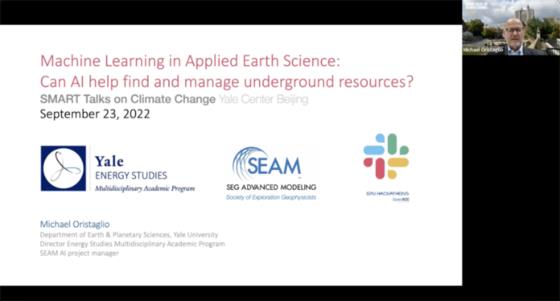 Michael Oristaglio
Machine Learning in Applied Earth Science:
Can AI help find and manage underground resources?
SMART Talks on Climate Change Yale Center Beijing
September 23, 2022
Yale
ENERGY STUDIES
Multidisciplinary Academic Program
SEAM
SEG ADVANCED MODELING
Society of Exploration Geophysicists
Michael Oristaglio
Department of Earth & Planetary Sciences, Yale University
Director Energy Studies Multidisciplinary Academic Program
SEAM AI project manager